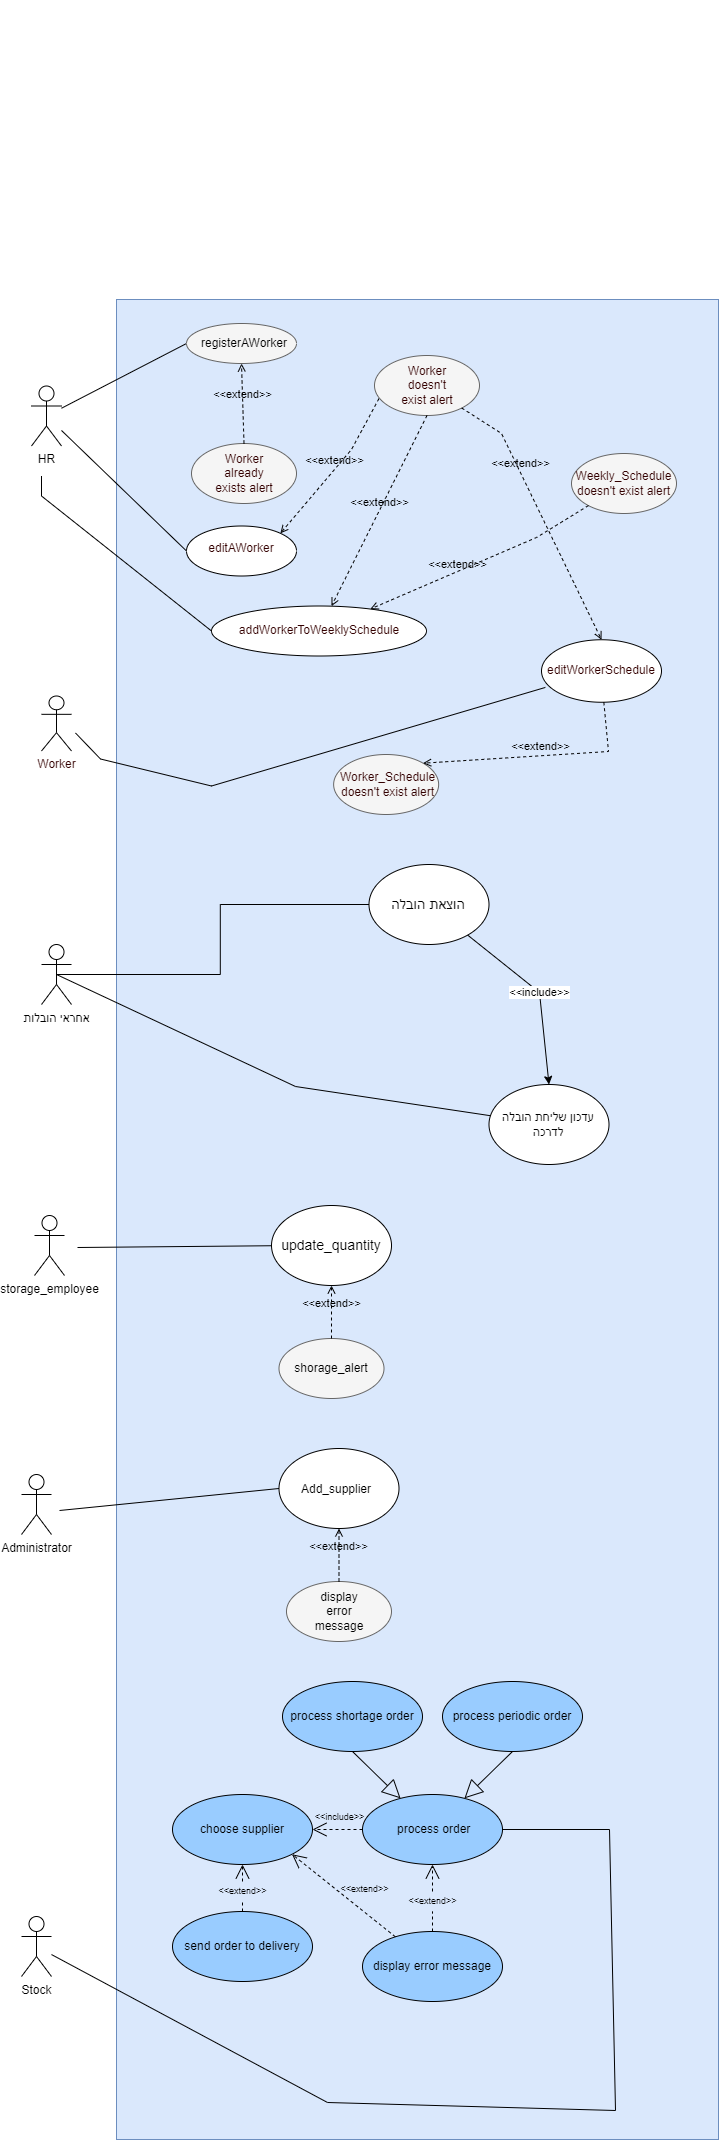 registerAWorker
<<extend>>
HR
Worker
already
exists alert
Worker
doesn't
exist alert
<<extend>>
<<extend>>
<<extend>>
Weekly_Schedule
doesn't exist alert
editAWorker
<<extend>>
addWorkerToWeeklySchedule
editWorkerSchedule
Worker
<<extend>>
Worker_Schedule
doesn't exist alert
הוצאת הובלה
<<include>>
אחראי הובלות
עדכון שליחת הובלה
לדרכה
update_quantity
storage_employee
<<extend>>
shorage_alert
Add_supplier
Administrator
<<extend>>
display
error
message
process shortage order
process periodic order
<<include>>
choose supplier
process order
<<extend>>
<<extend>>
<<extend>>
send order to delivery
display error message
Stock